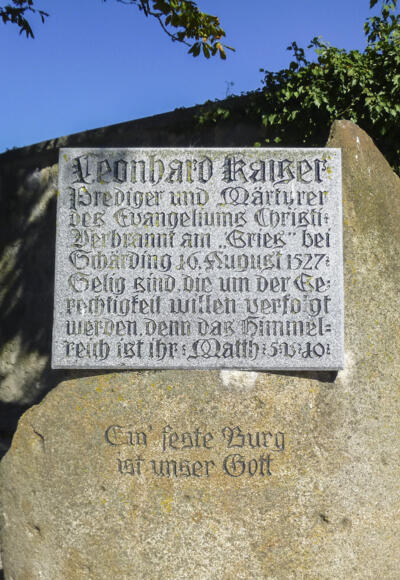 Leonhard Kaiser
Prediger und Märtyrer
des Evangeliums Christi.
Verbrannt am „Gries" bei
Schärding 16. August 1527.
Selig sind, die um der Ge-
rechtigkeit willen verfolgt
werden, denn das Himmel-
reich ist ihr. Matth. 5. v. 10.
Ein' feste Burg
ist unser Gott